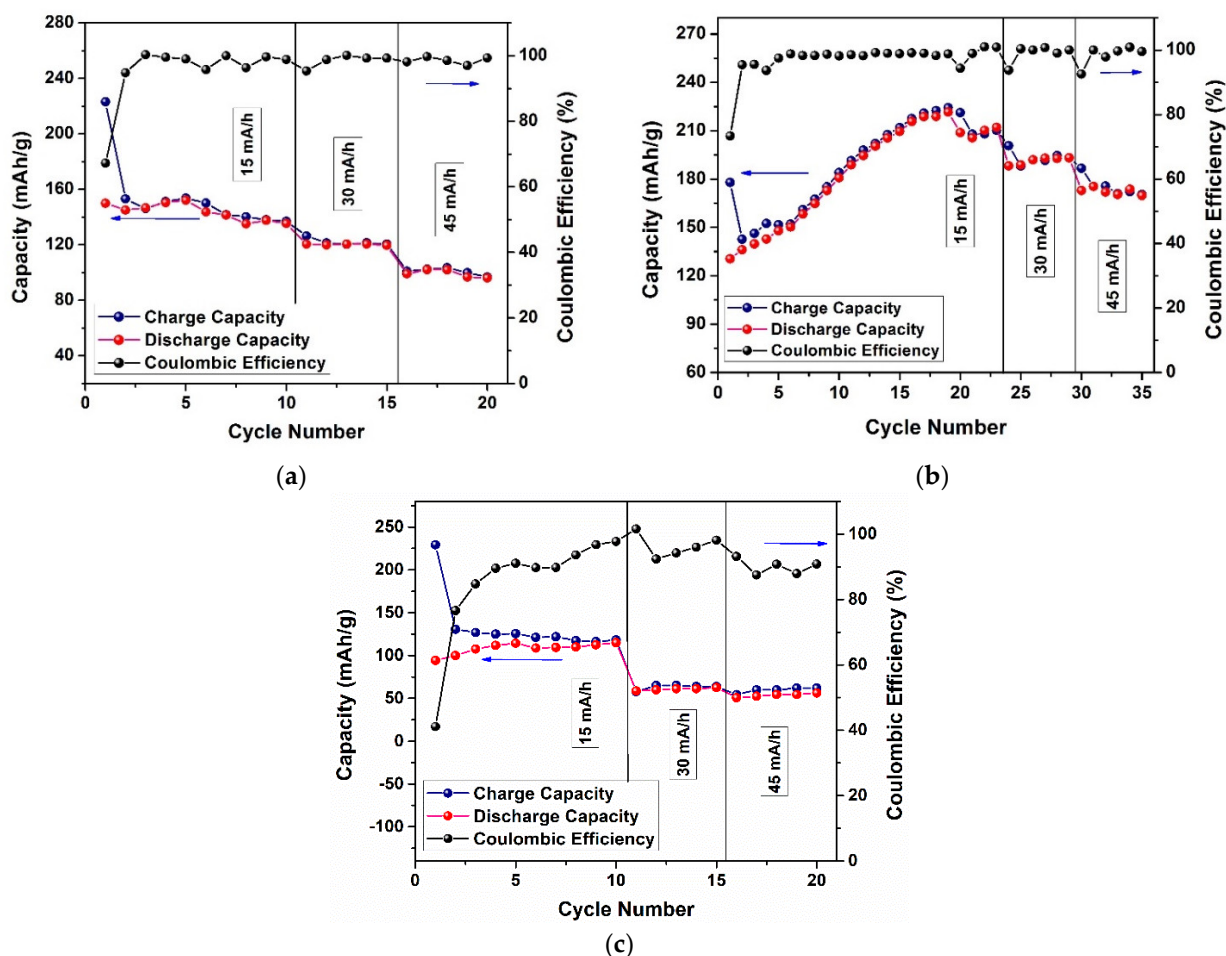 280
240
200
160
120
80
40
Capacity (mAh/g)
100
80
60
40
20
0
Coulombic Efficiency (%)
15 mA/h
30 mA/h
45 mA/h
Charge Capacity
Discharge Capacity
Coulombic Efficiency
0 5 10 15 20
Cycle Number
(a)
270
240
210
180
150
120
90
60
Capacity (mAh/g)
100
80
60
40
20
0
Coulombic Efficiency (%)
15 mA/h
30 mA/h
45 mA/h
Charge Capacity
Discharge Capacity
Coulombic Efficiency
0 5 10 15 20 25 30 35
Cycle Number
(b)
250
200
150
100
50
0
-50
-100
Capacity (mAh/g)
100
80
60
40
20
0
Coulombic Efficiency (%)
15 mA/h
30 mA/h
45 mA/h
Charge Capacity
Discharge Capacity
Coulombic Efficiency
0 5 10 15 20
Cycle Number
(c)